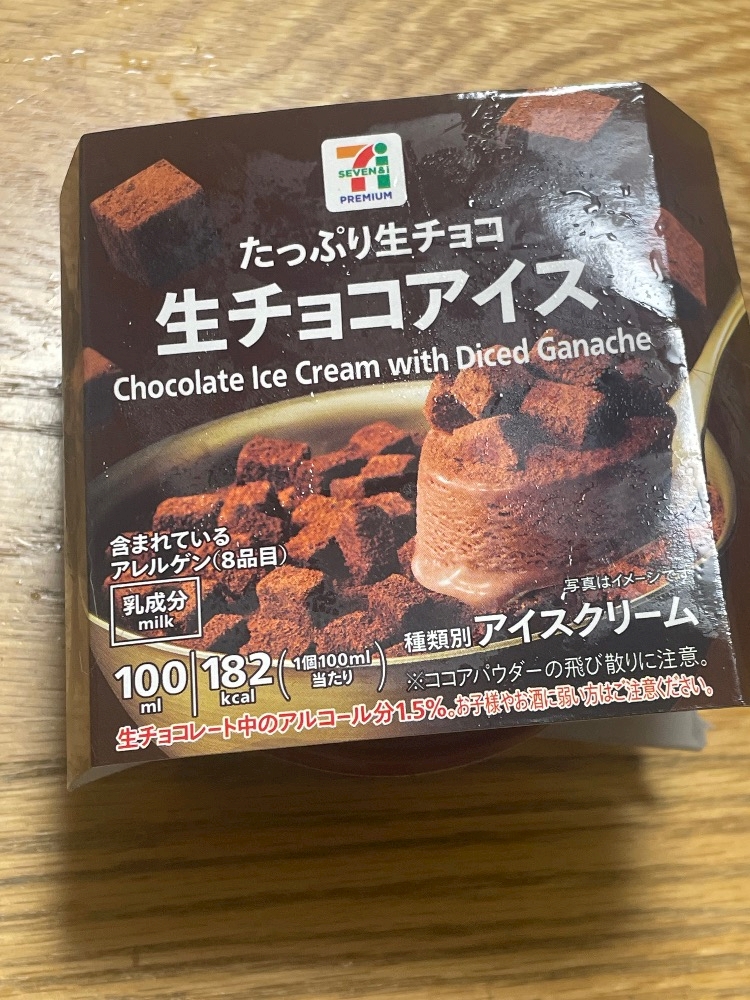 SEVEN&i
PREMIUM
たっぷり生チョコ
生チョコアイス
Chocolate Ice Cream with Diced Ganache
含まれている
アレルゲン(8品目)
乳成分
milk
写真はイメージです
種類別 アイスクリーム
100ml 182kcal (1個100ml当たり)
※ココアパウダーの飛び散りに注意。
生チョコレート中のアルコール分1.5%。お子様やお酒に弱い方はご注意ください。